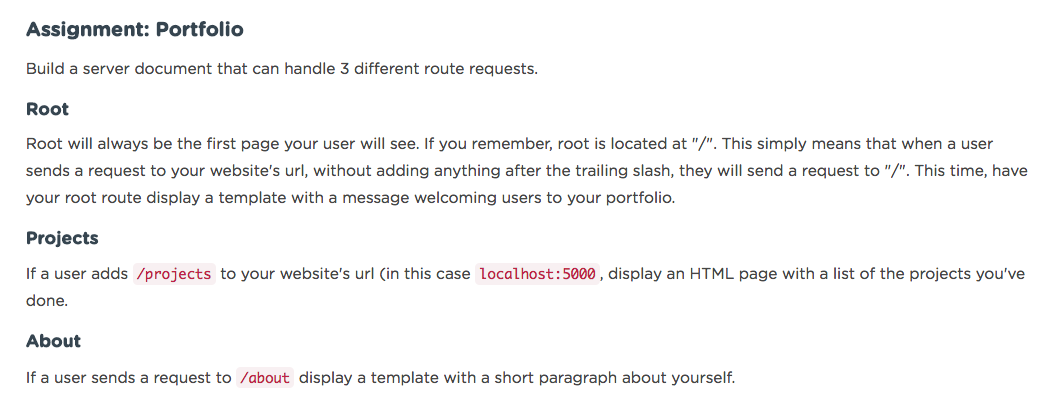 Assignment: Portfolio
Build a server document that can handle 3 different route requests.
Root
Root will always be the first page your user will see. If you remember, root is located at "/". This simply means that when a user
sends a request to your website's url, without adding anything after the trailing slash, they will send a request to "/". This time, have
your root route display a template with a message welcoming users to your portfolio.
Projects
If a user adds /projects to your website's url (in this case localhost:5000, display an HTML page with a list of the projects you've
done.
About
If a user sends a request to /about display a template with a short paragraph about yourself.